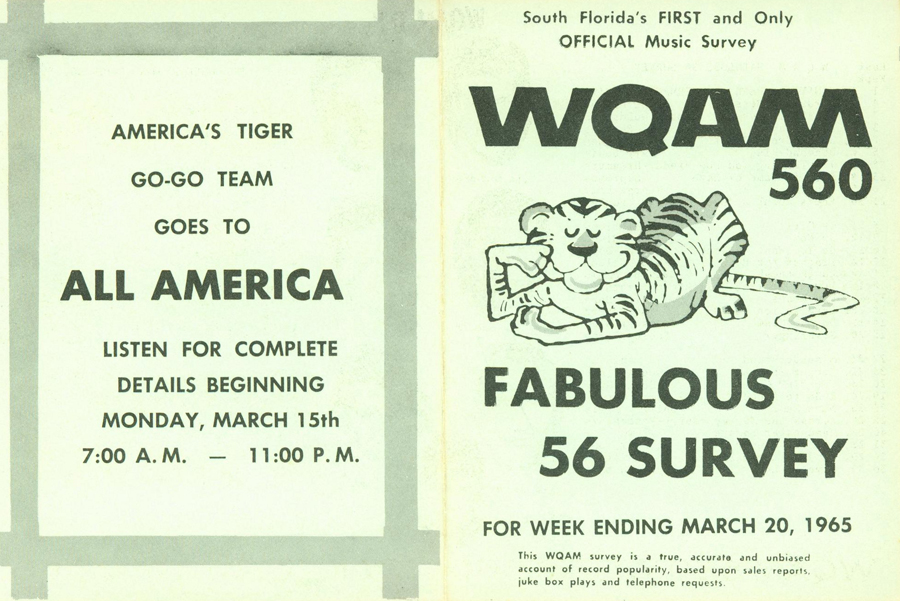 AMERICA'S TIGER
GO-GO TEAM
GOES TO
ALL AMERICA
LISTEN FOR COMPLETE
DETAILS BEGINNING
MONDAY, MARCH 15th
7:00 A.M. — 11:00 P.M.
South Florida's FIRST and Only
OFFICIAL Music Survey
WQAM
560
FABULOUS
56 SURVEY
FOR WEEK ENDING MARCH 20, 1965
This WQAM survey is a true, accurate and unbiased
account of record popularity, based upon sales reports,
juke box plays and telephone requests.